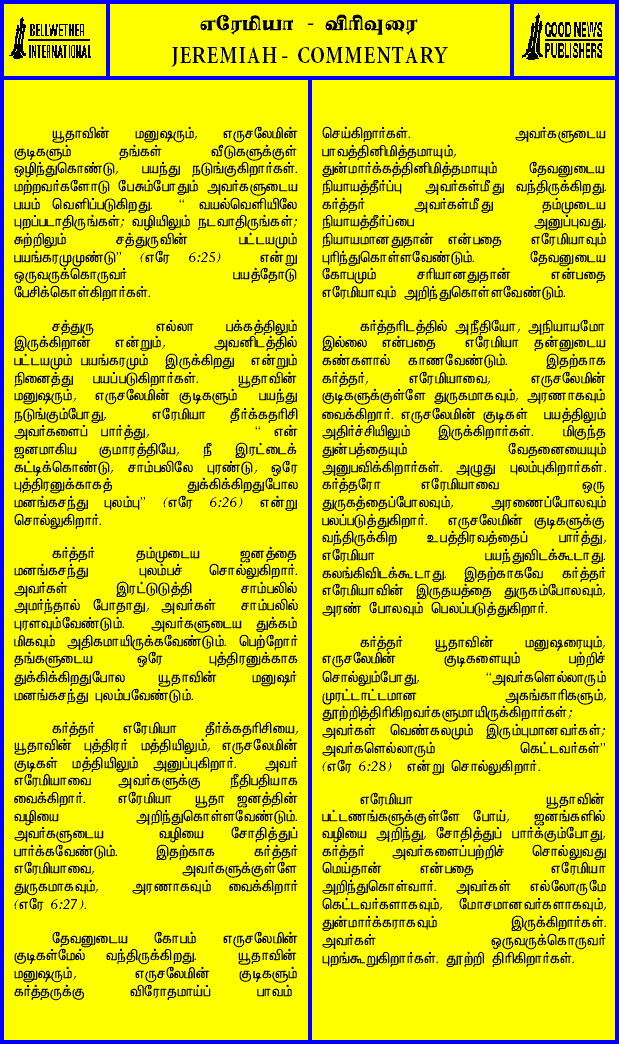 BELLWETHER
INTERNATIONAL
எரேமியா - விரிவுரை
JEREMIAH - COMMENTARY
GOOD NEWS
PUBLISHERS
யூதாவின் மனுஷரும், எருசலேமின்
குடிகளும் தங்கள் வீடுகளுக்குள்
ஒழிந்துகொண்டு, பயந்து நடுங்குகிறார்கள்.
மற்றவர்களோடு பேசும்போதும் அவர்களுடைய
பயம் வெளிப்படுகிறது. “ வயல்வெளியிலே
புறப்படாதிருங்கள்; வழியிலும் நடவாதிருங்கள்;
சுற்றிலும் சத்துருவின் பட்டயமும்
பயங்கரமுமுண்டு” (எரே 6:25) என்று
ஒருவருக்கொருவர் பயத்தோடு
பேசிக்கொள்கிறார்கள்.
சத்துரு எல்லா பக்கத்திலும்
இருக்கிறான் என்றும், அவனிடத்தில்
பட்டயமும் பயங்கரமும் இருக்கிறது என்றும்
நினைத்து பயப்படுகிறார்கள். யூதாவின்
மனுஷரும், எருசலேமின் குடிகளும் பயந்து
நடுங்கும்போது, எரேமியா தீர்க்கதரிசி
அவர்களைப் பார்த்து, “ என்
ஜனமாகிய குமாரத்தியே, நீ இரட்டைக்
கட்டிக்கொண்டு, சாம்பலிலே புரண்டு, ஒரே
புத்திரனுக்காகத் துக்கிக்கிறதுபோல
மனங்கசந்து புலம்பு” (எரே 6:26) என்று
சொல்லுகிறார்.
கர்த்தர் தம்முடைய ஜனத்தை
மனங்கசந்து புலம்பச் சொல்லுகிறார்.
அவர்கள் இரட்டுடுத்தி சாம்பலில்
அமர்ந்தால் போதாது, அவர்கள் சாம்பலில்
புரளவும்வேண்டும். அவர்களுடைய துக்கம்
மிகவும் அதிகமாயிருக்கவேண்டும். பெற்றோர்
தங்களுடைய ஒரே புத்திரனுக்காக
துக்கிக்கிறதுபோல யூதாவின் மனுஷர்
மனங்கசந்து புலம்பவேண்டும்.
கர்த்தர் எரேமியா தீர்க்கதரிசியை,
யூதாவின் புத்திரர் மத்தியிலும், எருசலேமின்
குடிகள் மத்தியிலும் அனுப்புகிறார். அவர்
எரேமியாவை அவர்களுக்கு நீதிபதியாக
வைக்கிறார். எரேமியா யூதா ஜனத்தின்
வழியை அறிந்துகொள்ளவேண்டும்.
அவர்களுடைய வழியை சோதித்துப்
பார்க்கவேண்டும். இதற்காக கர்த்தர்
எரேமியாவை, அவர்களுக்குள்ளே
துருகமாகவும், அரணாகவும் வைக்கிறார்
(எரே 6:27).
தேவனுடைய கோபம் எருசலேமின்
குடிகள்மேல் வந்திருக்கிறது. யூதாவின்
மனுஷரும், எருசலேமின் குடிகளும்
கர்த்தருக்கு விரோதமாய்ப் பாவம்
செய்கிறார்கள். அவர்களுடைய
பாவத்தினிமித்தமாயும்,
துன்மார்க்கத்தினிமித்தமாயும் தேவனுடைய
நியாயத்தீர்ப்பு அவர்கள்மீது வந்திருக்கிறது.
கர்த்தர் அவர்கள்மீது தம்முடைய
நியாயத்தீர்ப்பை அனுப்புவது.
நியாயமானதுதான் என்பதை எரேமியாவும்
புரிந்துகொள்ளவேண்டும். தேவனுடைய
கோபமும் சரியானதுதான் என்பதை
எரேமியாவும் அறிந்துகொள்ளவேண்டும்.
கர்த்தரிடத்தில் அநீதியோ, அநியாயமோ
இல்லை என்பதை எரேமியா தன்னுடைய
கண்களால் காணவேண்டும். இதற்காக
கர்த்தர், எரேமியாவை, எருசலேமின்
குடிகளுக்குள்ளே துருகமாகவும், அரணாகவும்
வைக்கிறார். எருசலேமின் குடிகள் பயத்திலும்
அதிர்ச்சியிலும் இருக்கிறார்கள். மிகுந்த
துன்பத்தையும் வேதனையையும்
அனுபவிக்கிறார்கள். அழுது புலம்புகிறார்கள்.
கர்த்தரோ எரேமியாவை ஒரு
துருகத்தைப்போலவும், அரணைப்போலவும்
பலப்படுத்துகிறார். எருசலேமின் குடிகளுக்கு
வந்திருக்கிற உபத்திரவத்தைப் பார்த்து,
எரேமியா பயந்துவிடக்கூடாது.
கலங்கிவிடக்கூடாது. இதற்காகவே கர்த்தர்
எரேமியாவின் இருதயத்தை துருகம்போலவும்,
அரண் போலவும் பெலப்படுத்துகிறார்.
கர்த்தர் யூதாவின் மனுஷரையும்,
எருசலேமின் குடிகளையும் பற்றிச்
சொல்லும்போது, “அவர்களெல்லாரும்
முரட்டாட்டமான அகங்காரிகளும்,
தூற்றித்திரிகிறவர்களுமாயிருக்கிறார்கள்;
அவர்கள் வெண்கலமும் இரும்புமானவர்கள்;
அவர்களெல்லாரும் கெட்டவர்கள்”
(எரே 6:28) என்று சொல்லுகிறார்.
எரேமியா யூதாவின்
பட்டணங்களுக்குள்ளே போய், ஜனங்களில்
வழியை அறிந்து, சோதித்துப் பார்க்கும்போது,
கர்த்தர் அவர்களைப்பற்றிச் சொல்லுவது
மெய்தான் என்பதை எரேமியா
அறிந்துகொள்வார். அவர்கள் எல்லோருமே
கெட்டவர்களாகவும், மோசமானவர்களாகவும்,
துன்மார்க்கராகவும் இருக்கிறார்கள்.
அவர்கள் ஒருவருக்கொருவர்
புறங்கூறுகிறார்கள். தூற்றி திரிகிறார்கள்.